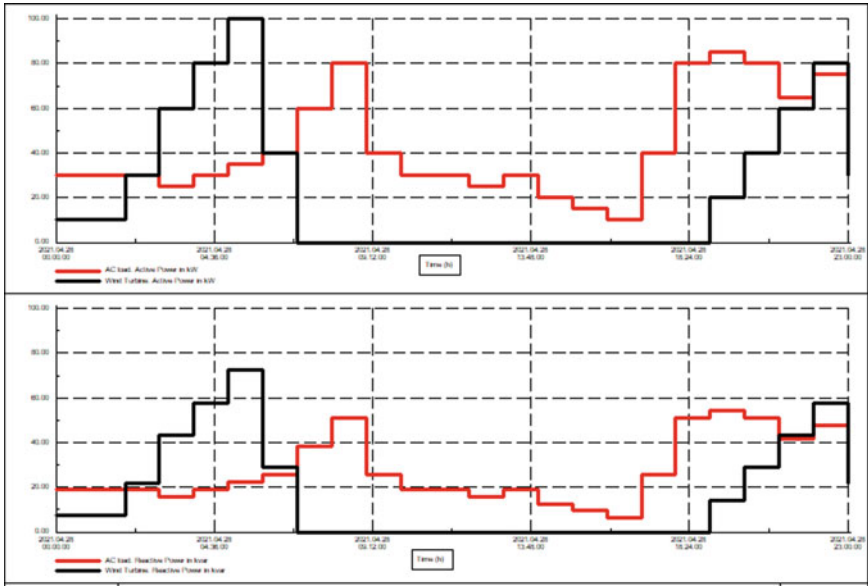 100.00
80.00
60.00
40.00
20.00
0.00
2021.04.28 2021.04.28 2021.04.28 2021.04.28 2021.04.28 2021.04.28
00.00.00 04.36.00 09.12.00 13.48.00 18.24.00 23.00.00
Time (h)
AC load. Active Power in kW
Wind Turbine. Active Power in kW
100.00
80.00
60.00
40.00
20.00
0.00
2021.04.28 2021.04.28 2021.04.28 2021.04.28 2021.04.28 2021.04.28
00.00.00 04.36.00 09.12.00 13.48.00 18.24.00 23.00.00
Time (h)
AC load. Reactive Power in kvar
Wind Turbine. Reactive Power in kvar